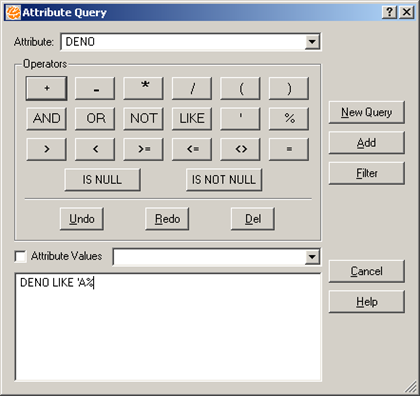 Attribute Query
Attribute: DENO
Operators
+ - * / ( )
AND OR NOT LIKE ' %
> < >= <= <> =
IS NULL IS NOT NULL
Undo Redo Del
New Query
Add
Filter
Attribute Values
DENO LIKE 'A%
Cancel
Help